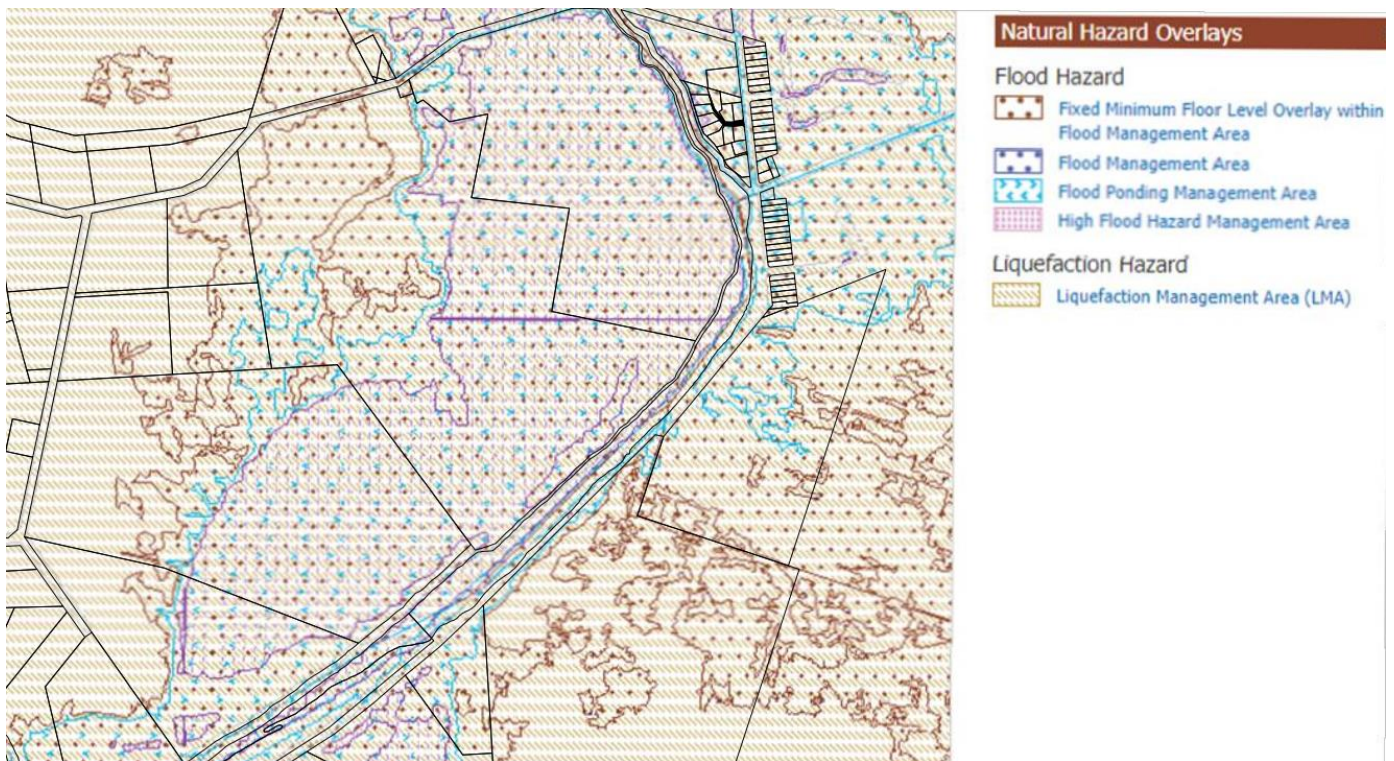 Natural Hazard Overlays
Flood Hazard
Fixed Minimum Floor Level Overlay within
Flood Management Area
Flood Management Area
Flood Ponding Management Area
High Flood Hazard Management Area
Liquefaction Hazard
Liquefaction Management Area (LMA)